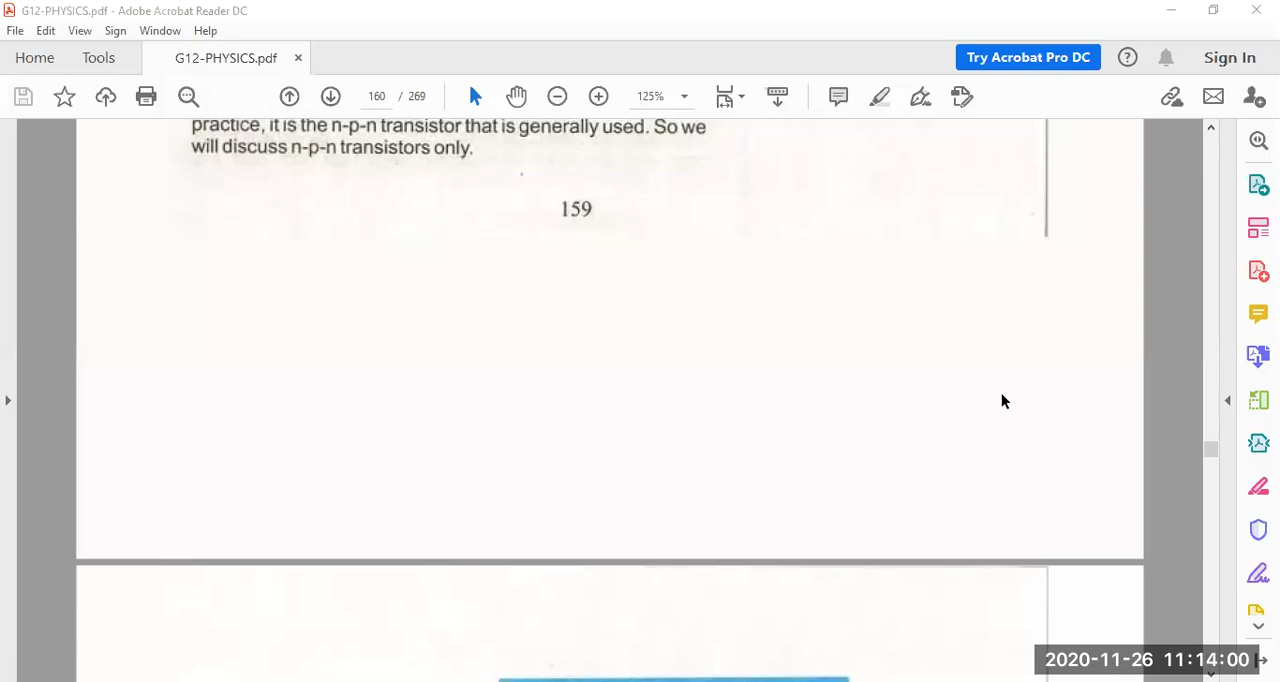 G12-PHYSICS.pdf - Adobe Acrobat Reader DC
File Edit View Sign Window Help
Home Tools G12-PHYSICS.pdf × Try Acrobat Pro DC Sign In
160 / 269 125%
practice, it is the n-p-n transistor that is generally used. So we
will discuss n-p-n transistors only.
159
2020-11-26 11:14:00